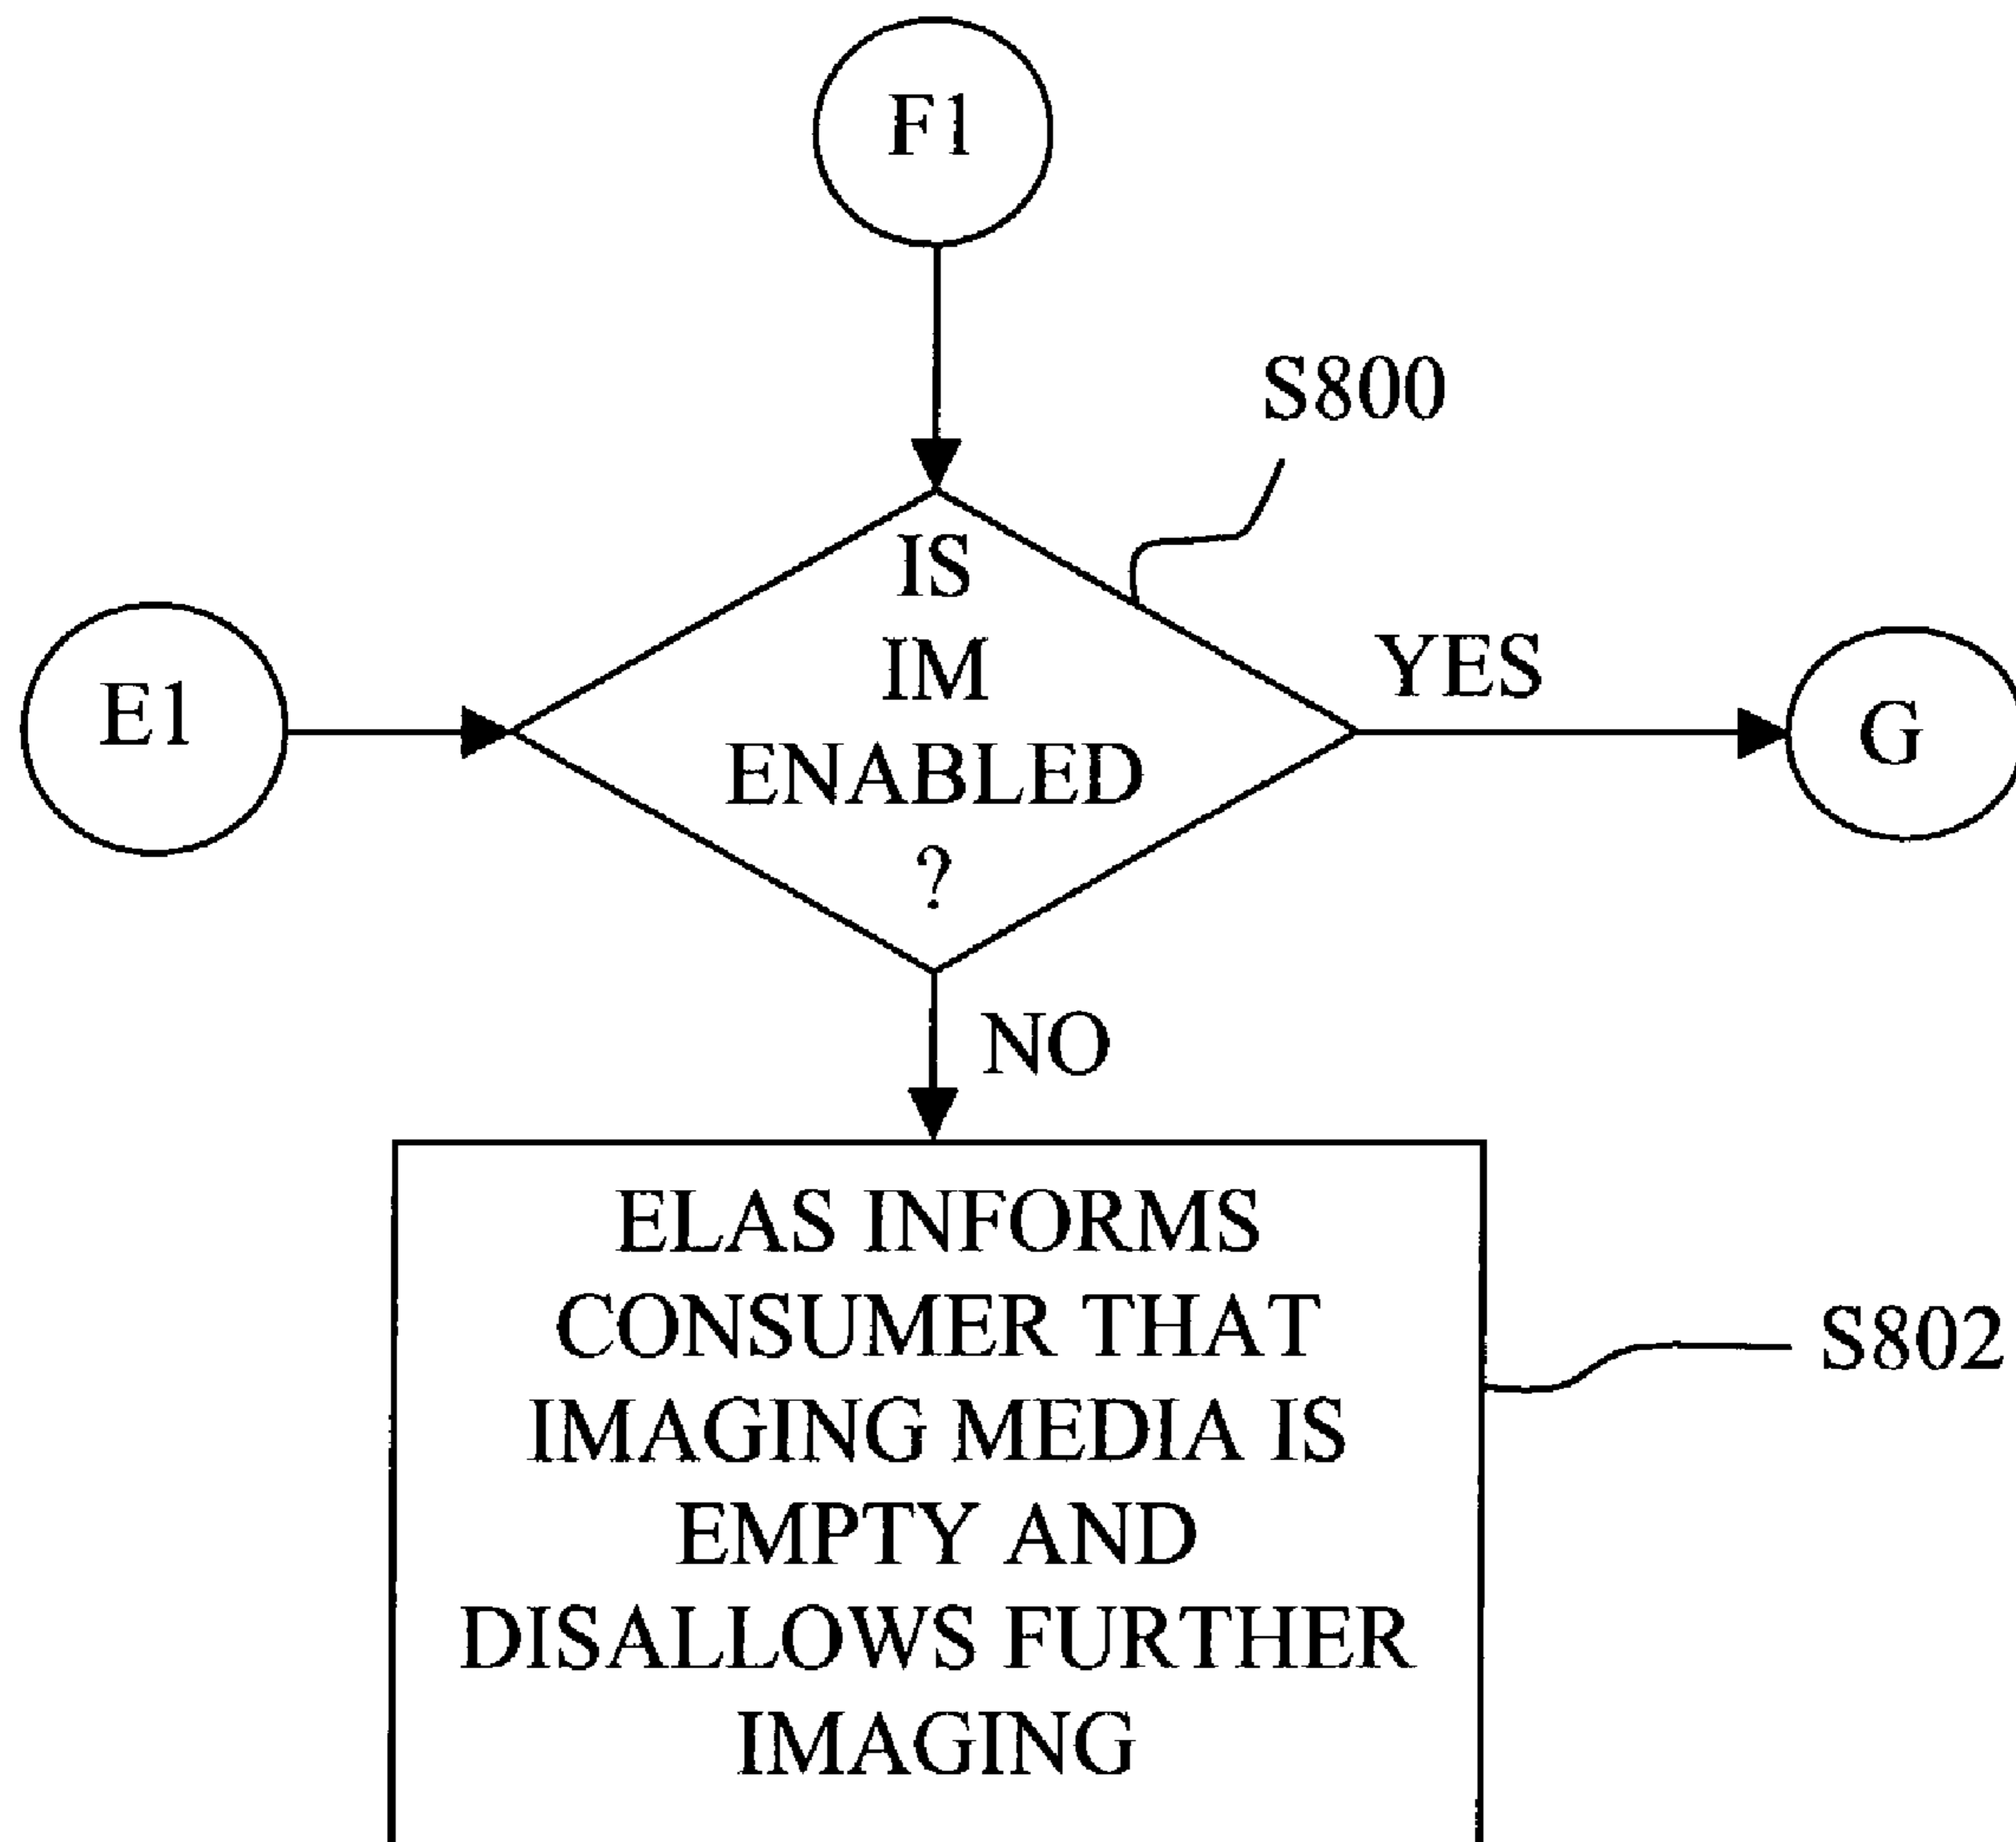 F1
S800
IS
IM
ENABLED
?
E1
YES
G
NO
ELAS INFORMS
CONSUMER THAT
IMAGING MEDIA IS
EMPTY AND
DISALLOWS FURTHER
IMAGING
S802